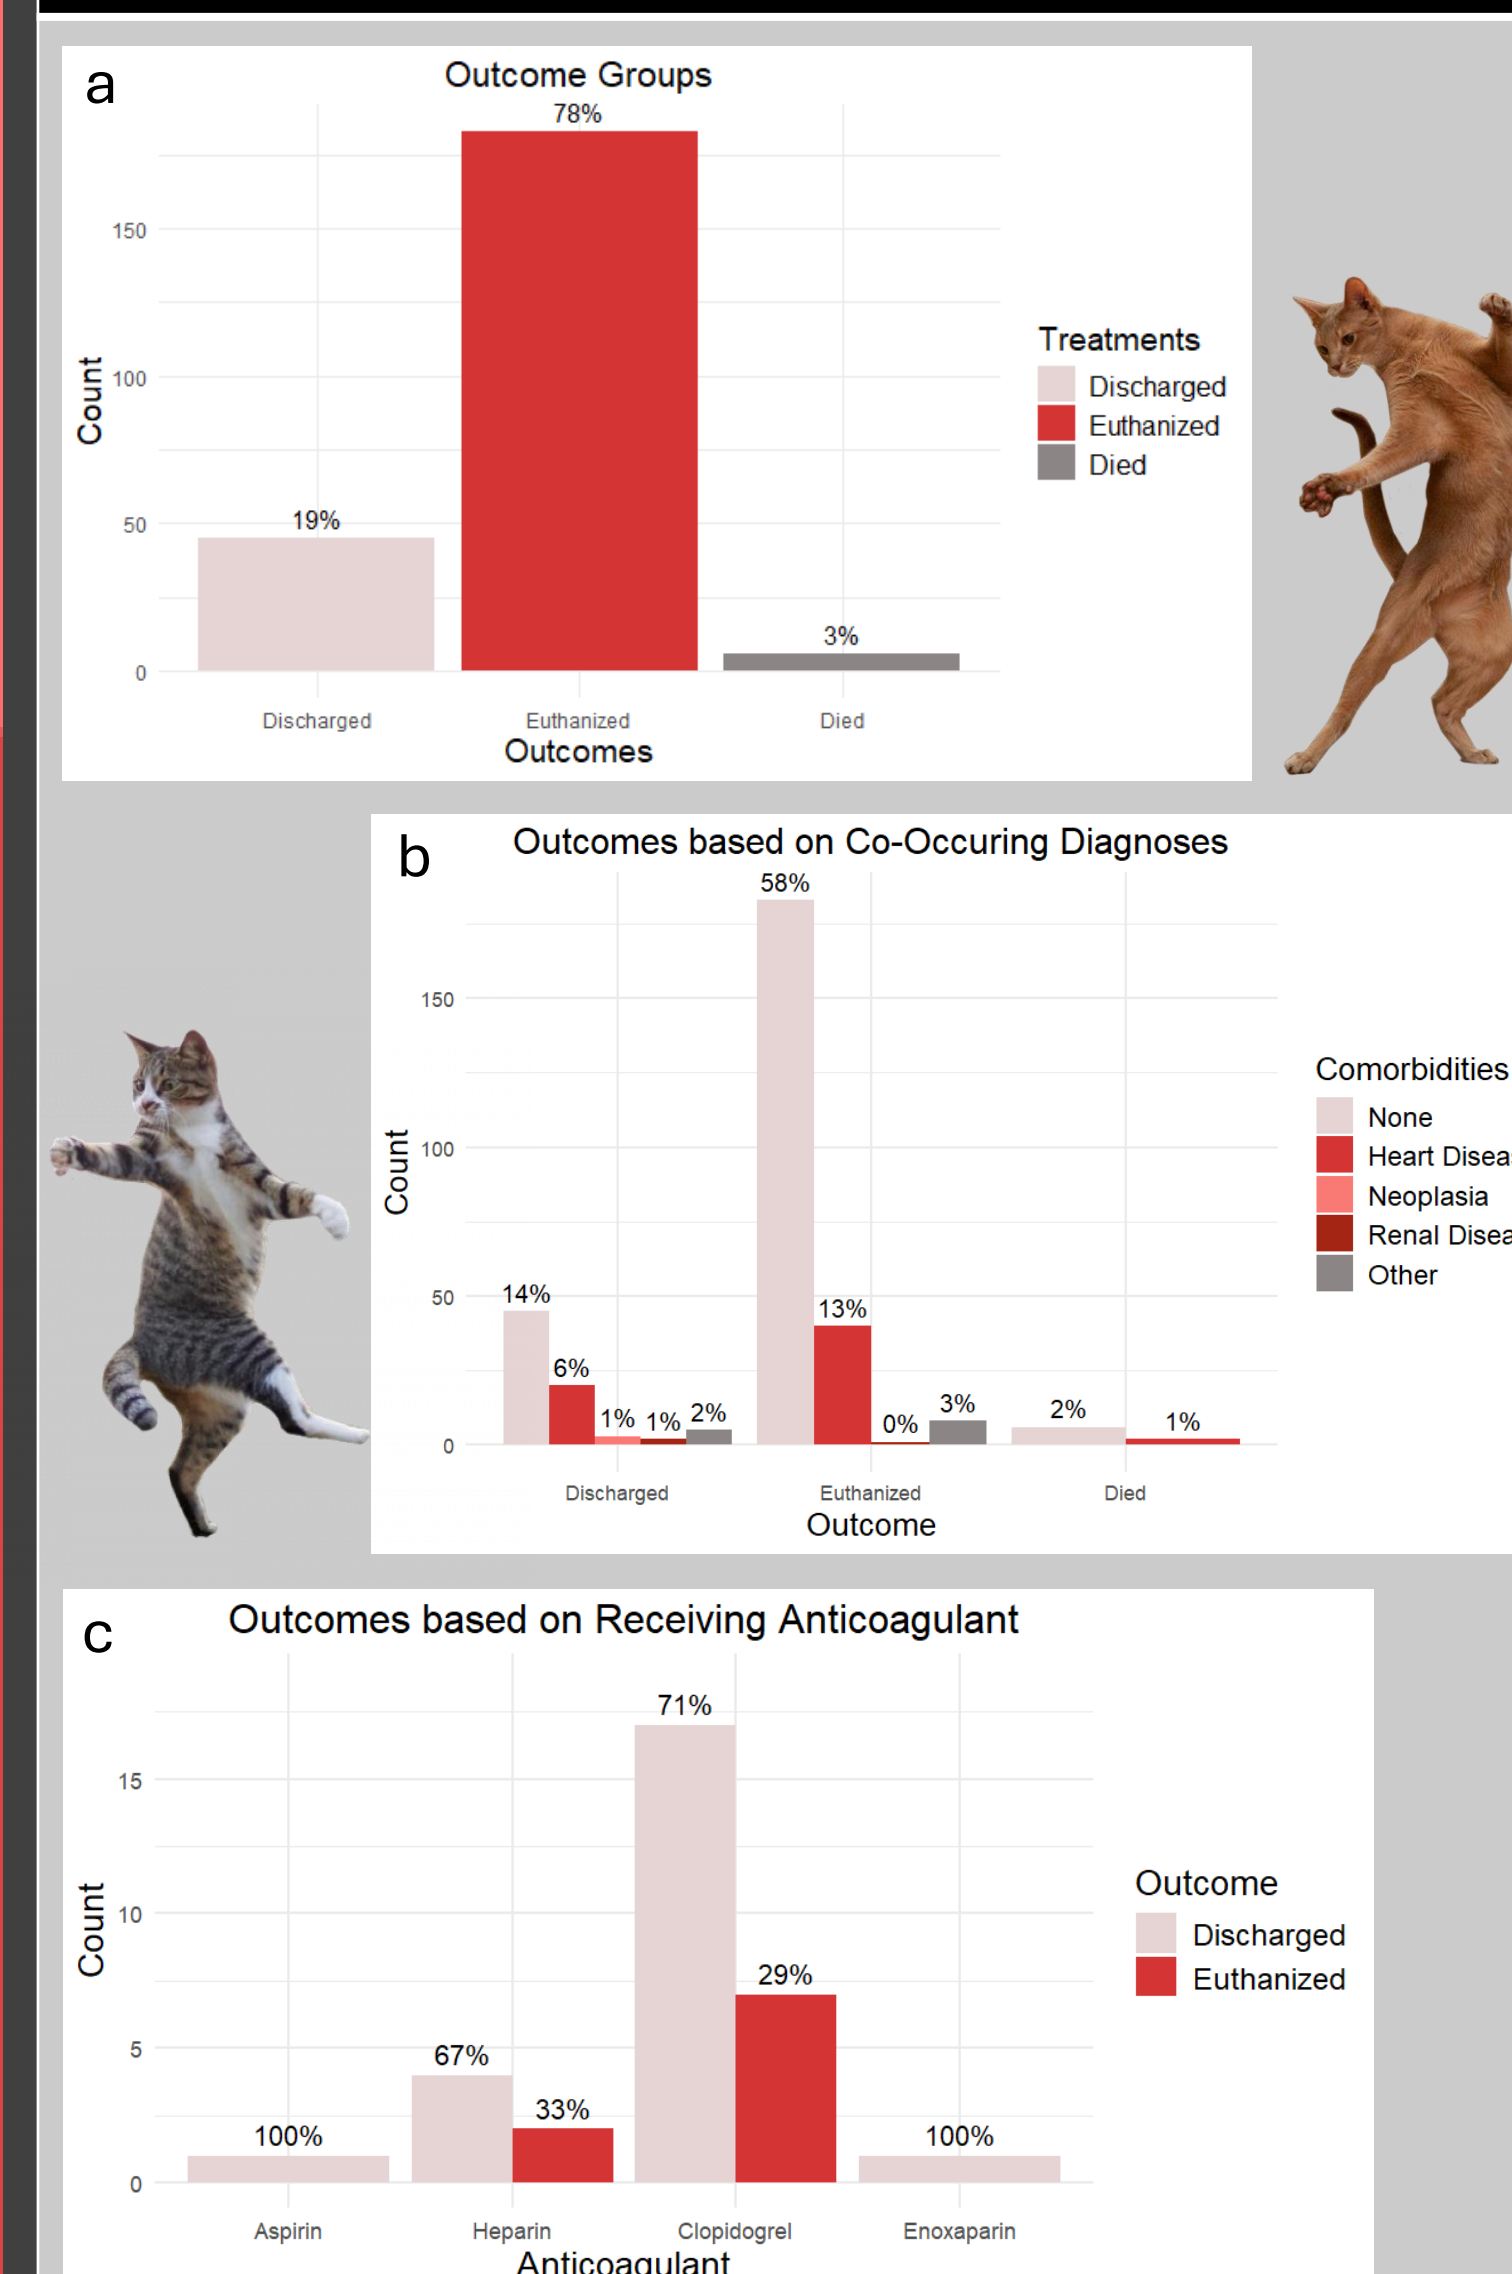 a
Outcome Groups
78%
150
100
50
0
Count
19%
3%
Discharged
Euthanized
Died
Outcomes
Treatments
Discharged
Euthanized
Died
b
Outcomes based on Co-Occuring Diagnoses
58%
150
100
50
0
Count
14%
6%
1%
1%
2%
13%
0%
3%
2%
1%
Discharged
Euthanized
Died
Outcome
Comorbidities
None
Heart
Neoplasia
Renal
Other
c
Outcomes based on Receiving Anticoagulant
71%
15
10
5
0
Count
100%
67%
33%
29%
100%
Aspirin
Heparin
Clopidogrel
Enoxaparin
Anticoagulant
Outcome
Discharged
Euthanized